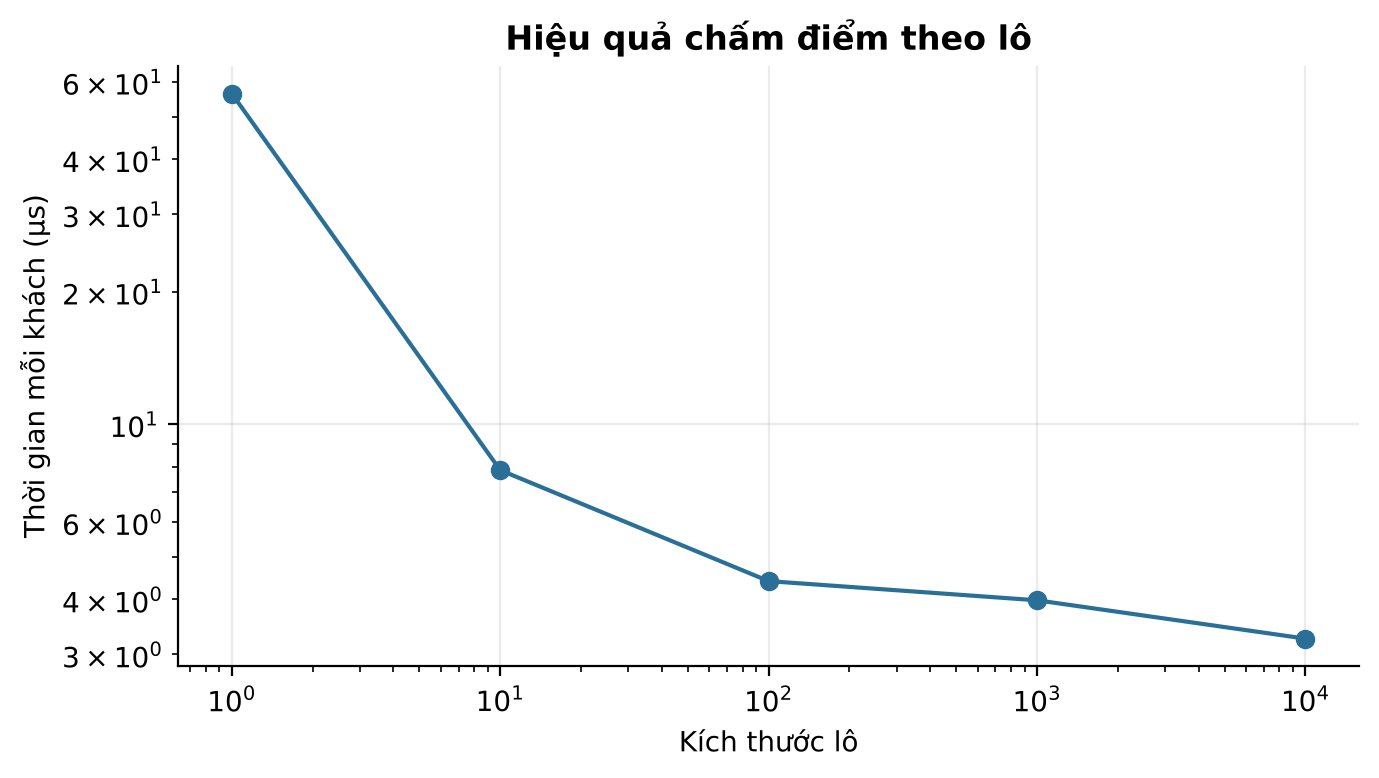 Hiệu quả chấm điểm theo lô
Thời gian mỗi khách (µs)
6 × 10¹
4 × 10¹
3 × 10¹
2 × 10¹
10¹
6 × 10⁰
4 × 10⁰
3 × 10⁰
10⁰ 10¹ 10² 10³ 10⁴
Kích thước lô